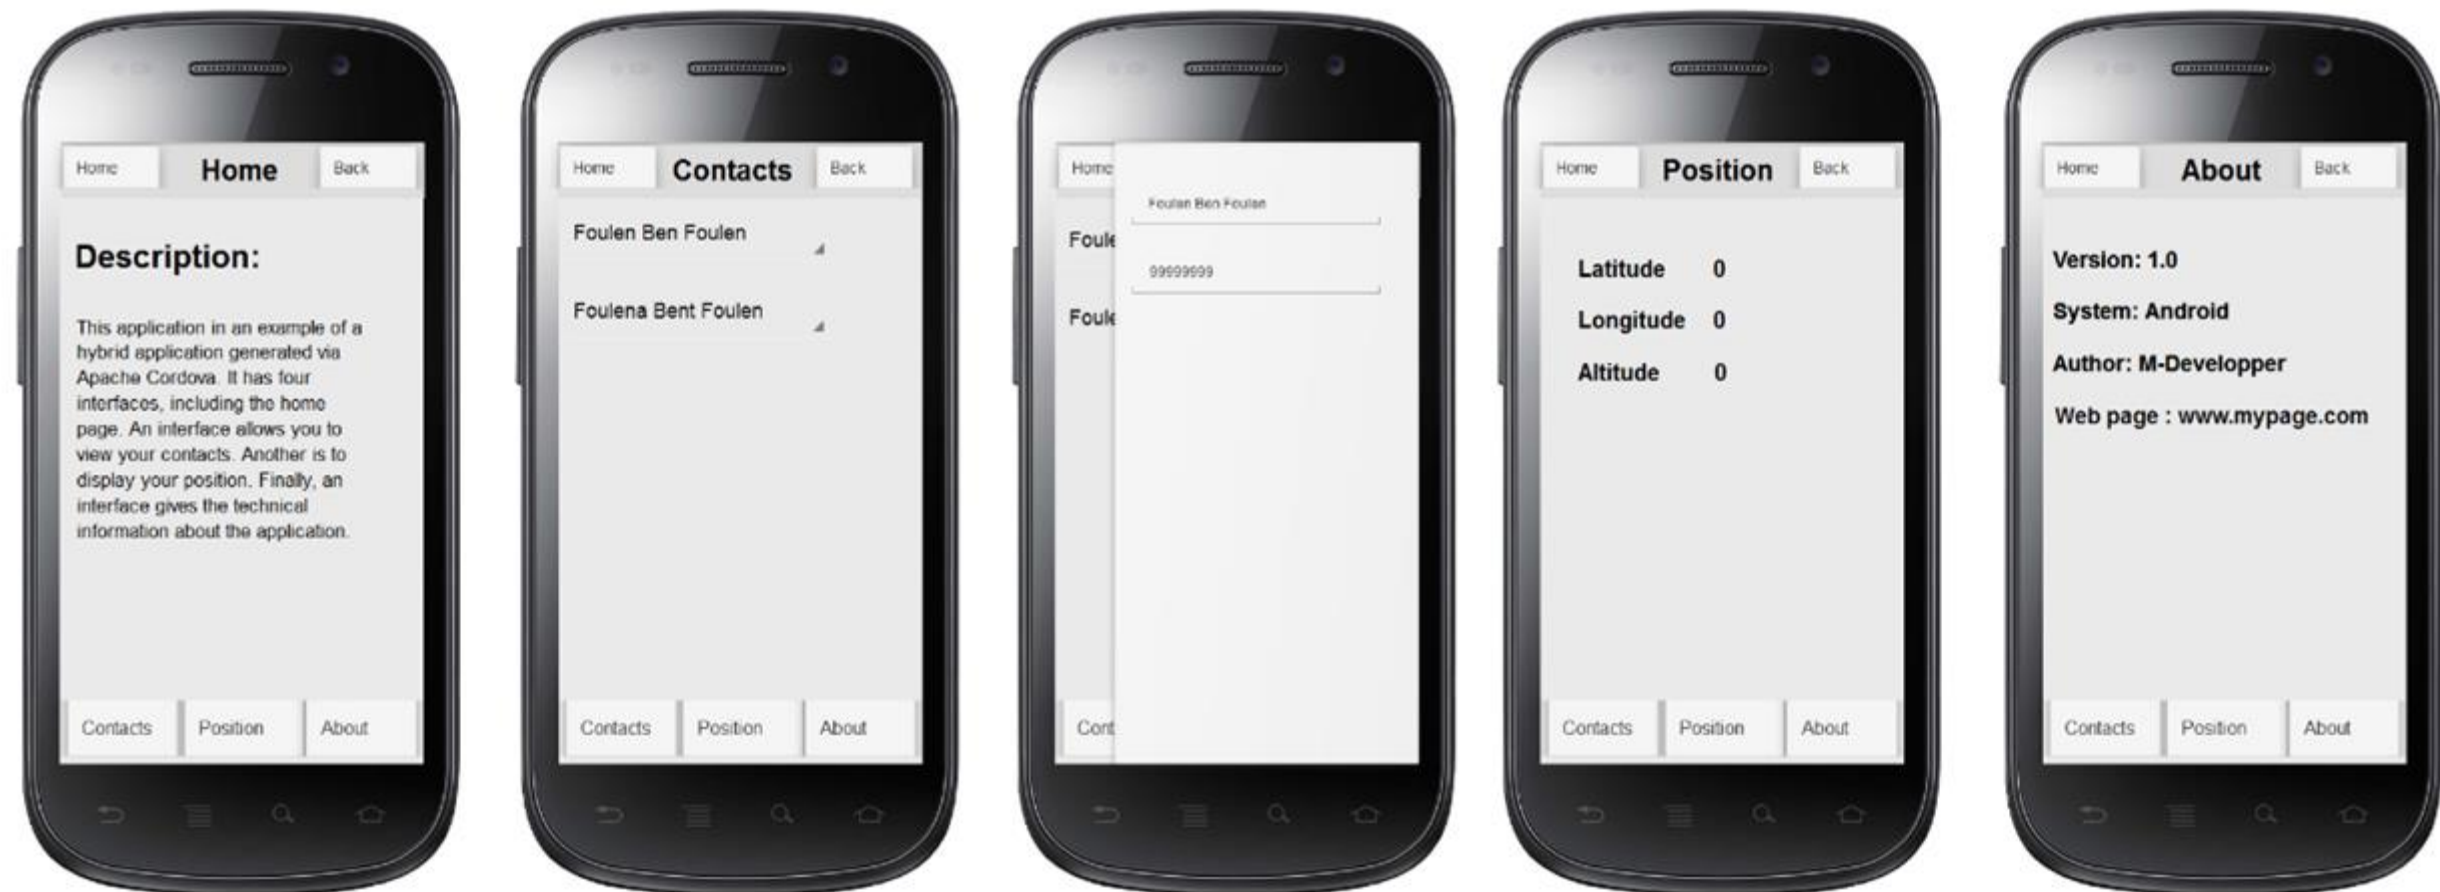 Home Home Back
Description:
This application in an example of a
hybrid application generated via
Apache Cordova. It has four
interfaces, including the home
page. An interface allows you to
view your contacts. Another is to
display your position. Finally, an
interface gives the technical
information about the application.
Contacts Position About
Home Contacts Back
Foulen Ben Foulen
Foulena Bent Foulen
Contacts Position About
Home
Foule
Foule
Cont
Foulen Ben Foulen
99999999
Home Position Back
Latitude 0
Longitude 0
Altitude 0
Contacts Position About
Home About Back
Version: 1.0
System: Android
Author: M-Developper
Web page : www.mypage.com
Contacts Position About